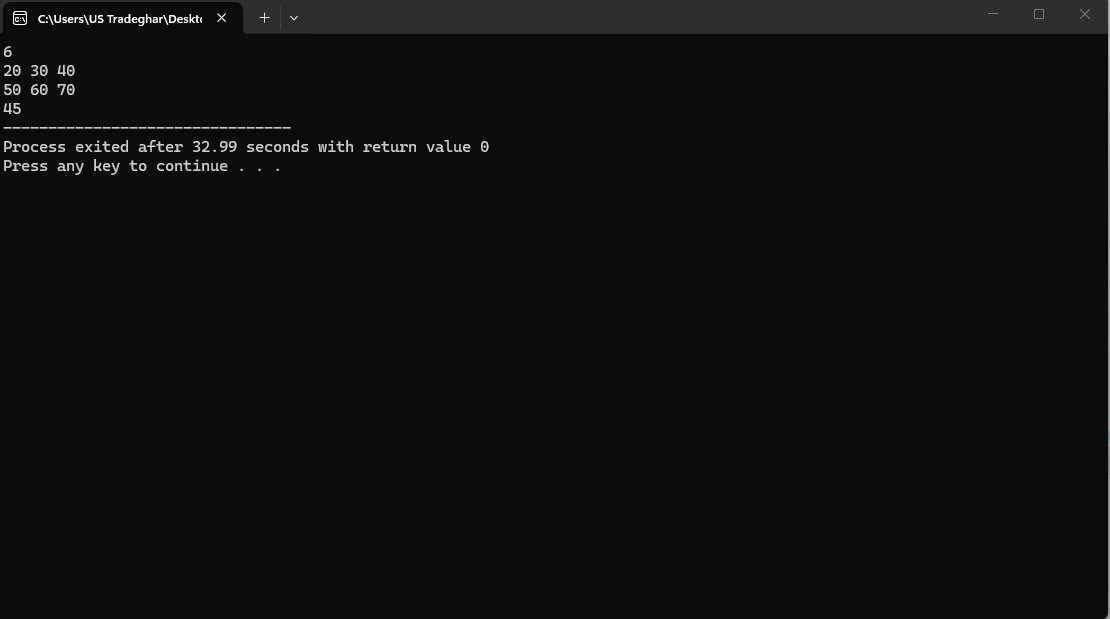 C:\Users\US Tradeghar\Deskto
6
20 30 40
50 60 70
45
--------------------------------
Process exited after 32.99 seconds with return value 0
Press any key to continue . . .